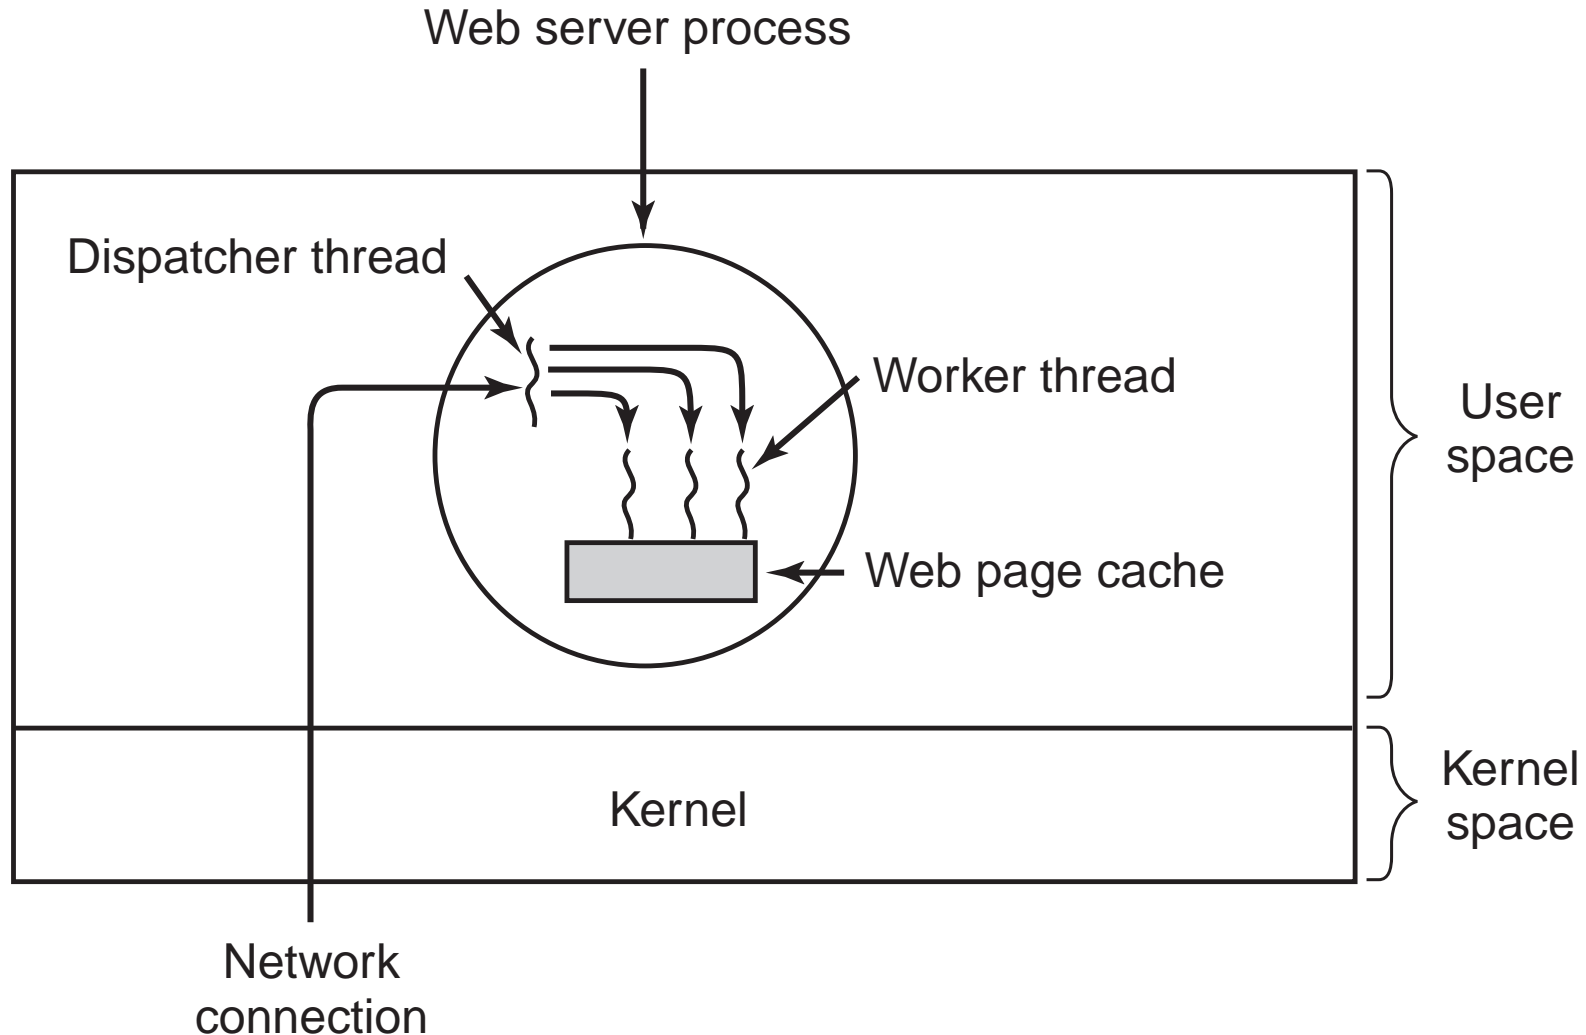 Web server process
Dispatcher thread
Worker thread
User
space
Web page cache
Kernel
Kernel
space
Network
connection